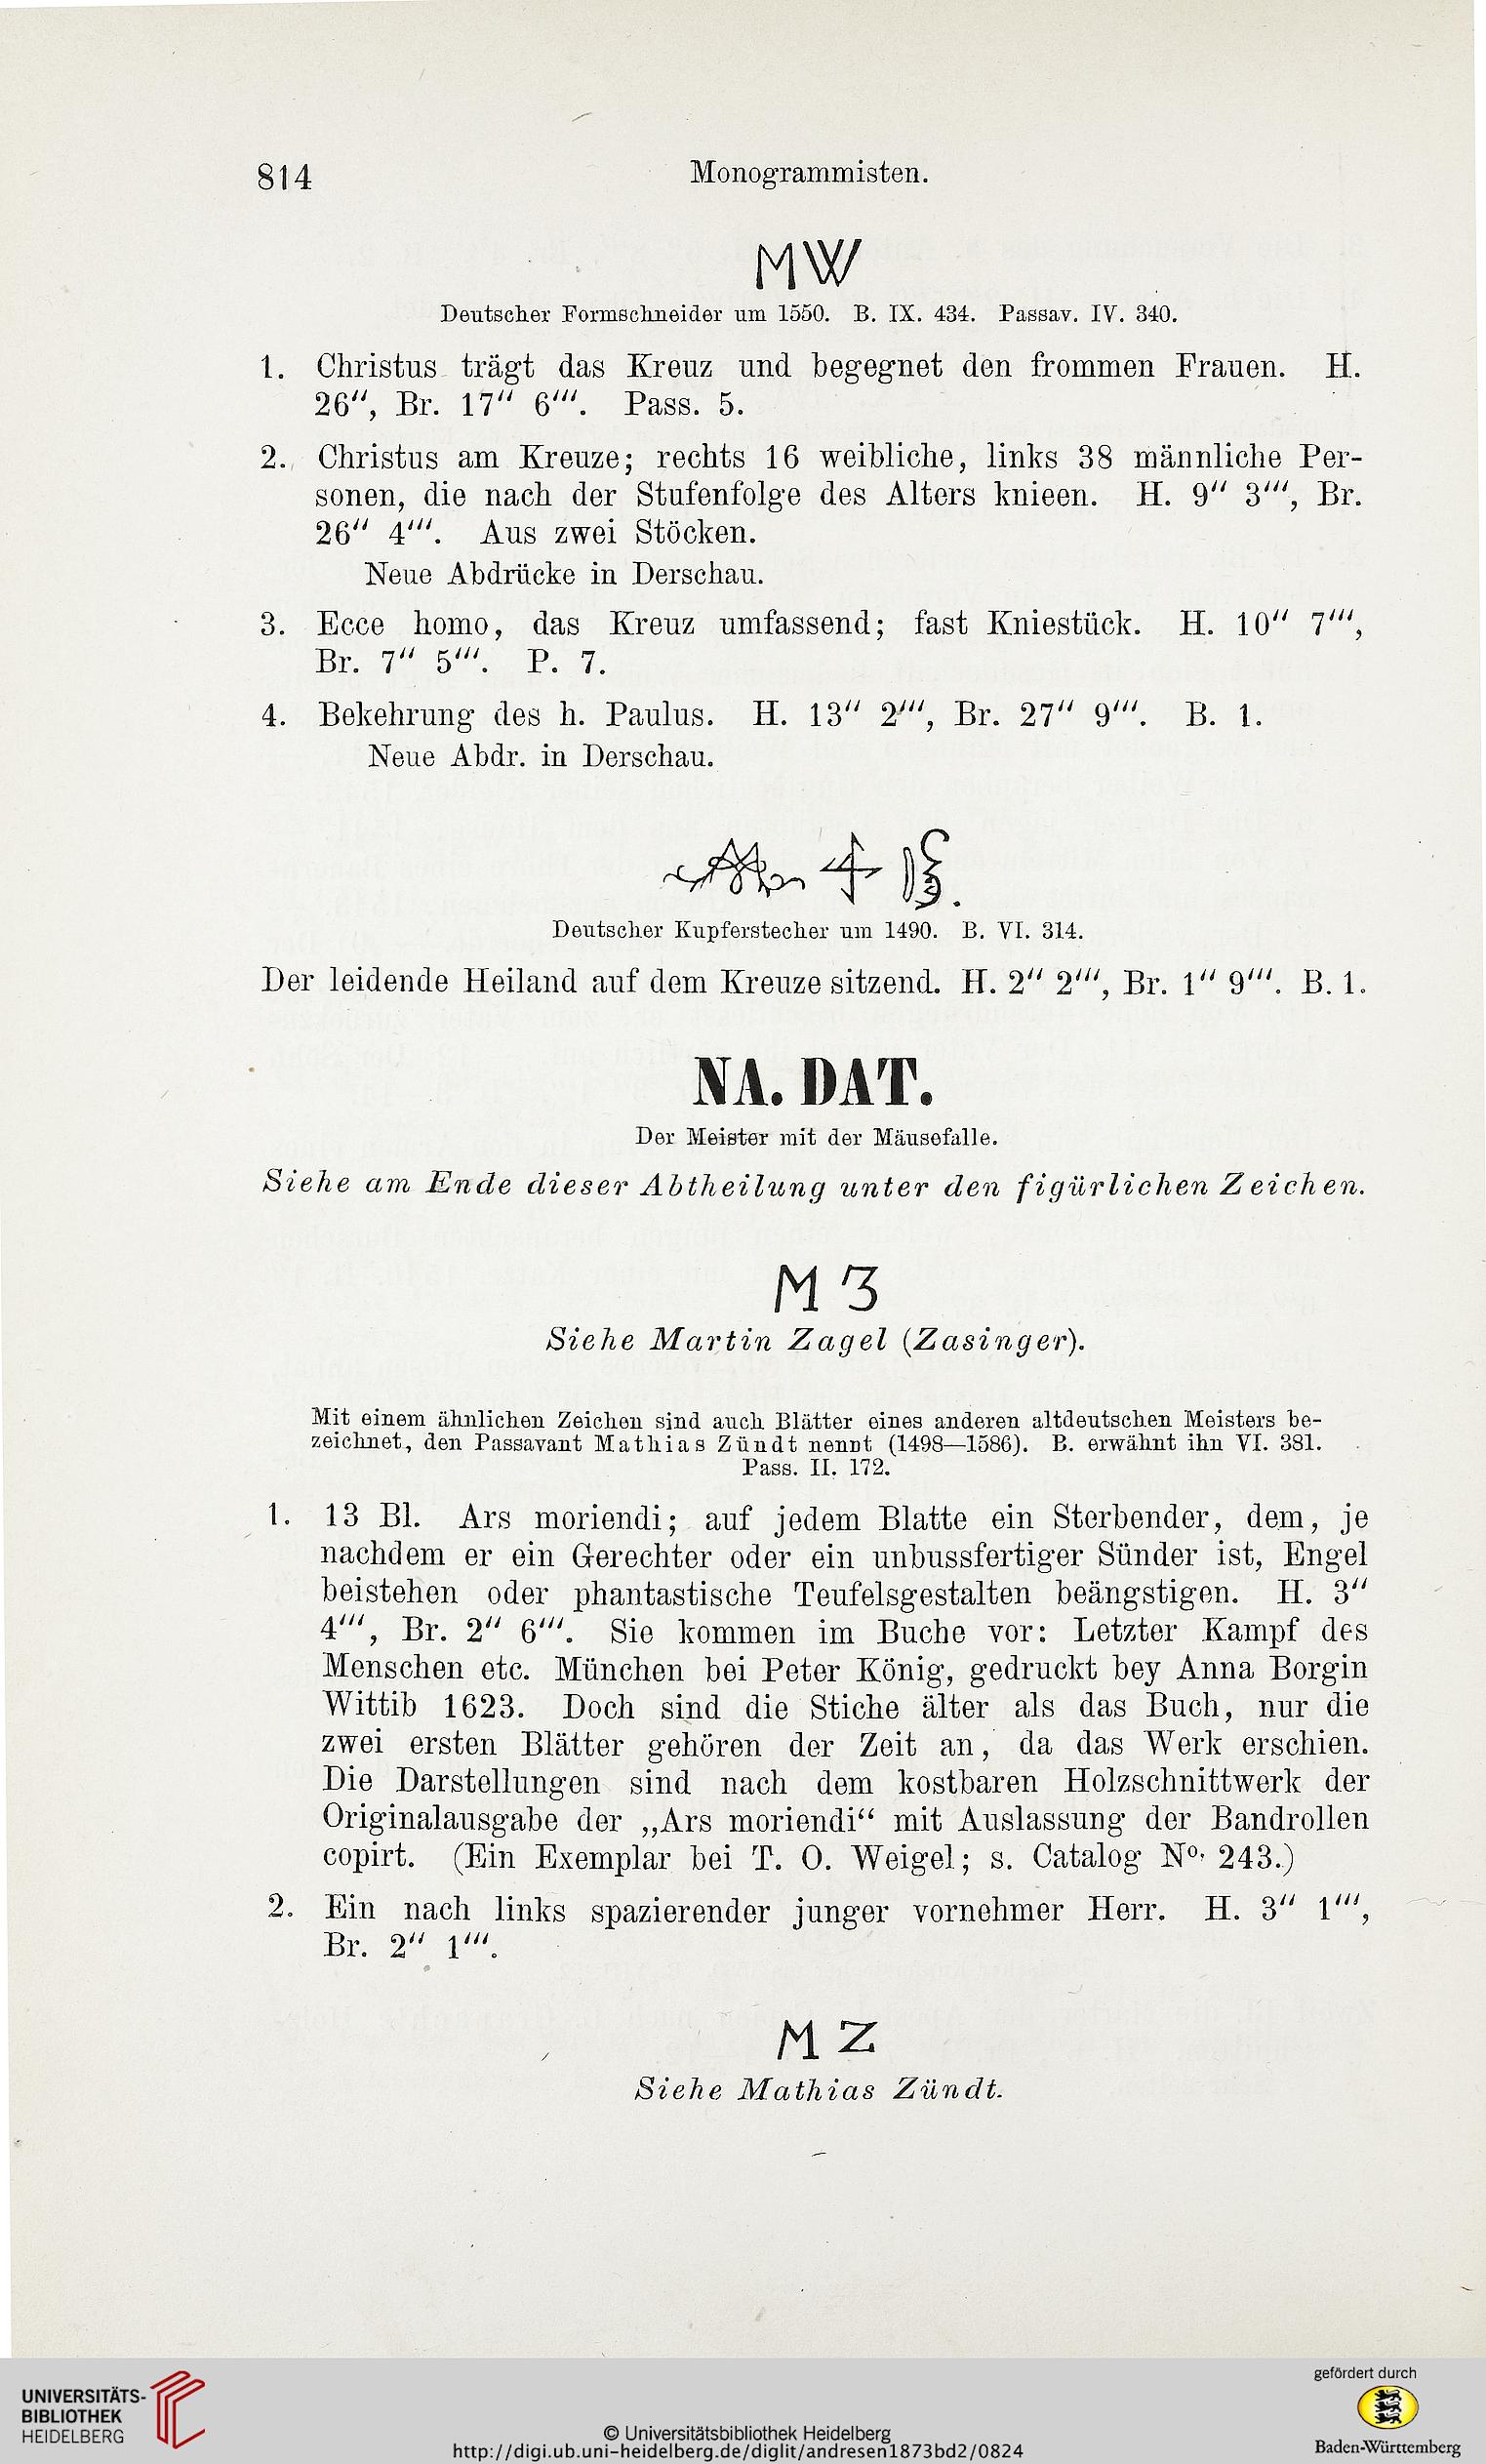 814
Monogrammisten.
MW
Deutscher Formschneider um 1550. B. IX. 434. Passav. IV. 340.
1. Christus trägt das Kreuz und begegnet den frommen Frauen. H.
26", Br. 17" 6"'. Pass. 5.
2. Christus am Kreuze; rechts 16 weibliche, links 38 männliche Per-
sonen, die nach der Stufenfolge des Alters knieen. H. 9" 3"', Br.
26" 4"'. Aus zwei Stöcken.
Neue Abdrücke in Derschau.
3. Ecce homo, das Kreuz umfassend; fast Kniestück. H. 10" 7"',
Br. 7" 5"'. P. 7.
4. Bekehrung des h. Paulus. H. 13" 2"', Br. 27" 9"'. B. 1.
Neue Abdr. in Derschau.
Deutscher Kupferstecher um 1490. B. VI. 314.
Der leidende Heiland auf dem Kreuze sitzend. H. 2" 2"', Br. 1" 9"'. B. 1.
NA. DAT.
Der Meister mit der Mäusefalle.
Siehe am Ende dieser Abtheilung unter den figürlichen Zeichen.
M 3
Siehe Martin Zagel (Zasinger).
Mit einem ähnlichen Zeichen sind auch Blätter eines anderen altdeutschen Meisters be-
zeichnet, den Passavant Mathias Zündt nennt (1498—1586). B. erwähnt ihn VI. 381.
Pass. II. 172.
1. 13 Bl. Ars moriendi; auf jedem Blatte ein Sterbender, dem, je
nachdem er ein Gerechter oder ein unbussfertiger Sünder ist, Engel
beistehen oder phantastische Teufelsgestalten beängstigen. H. 3"
4"', Br. 2" 6"'. Sie kommen im Buche vor: Letzter Kampf des
Menschen etc. München bei Peter König, gedruckt bey Anna Borgin
Wittib 1623. Doch sind die Stiche älter als das Buch, nur die
zwei ersten Blätter gehören der Zeit an, da das Werk erschien.
Die Darstellungen sind nach dem kostbaren Holzschnittwerk der
Originalausgabe der „Ars moriendi“ mit Auslassung der Bandrollen
copirt. (Ein Exemplar bei T. O. Weigel; s. Catalog Nº. 243.)
2. Ein nach links spazierender junger vornehmer Herr. H. 3" 1"',
Br. 2" 1"'.
M Z
Siehe Mathias Zündt.
UNIVERSITÄTS-
BIBLIOTHEK
HEIDELBERG
© Universitätsbibliothek Heidelberg
http://digi.ub.uni-heidelberg.de/diglit/andresen1873bd2/0824
gefördert durch
Baden-Württemberg